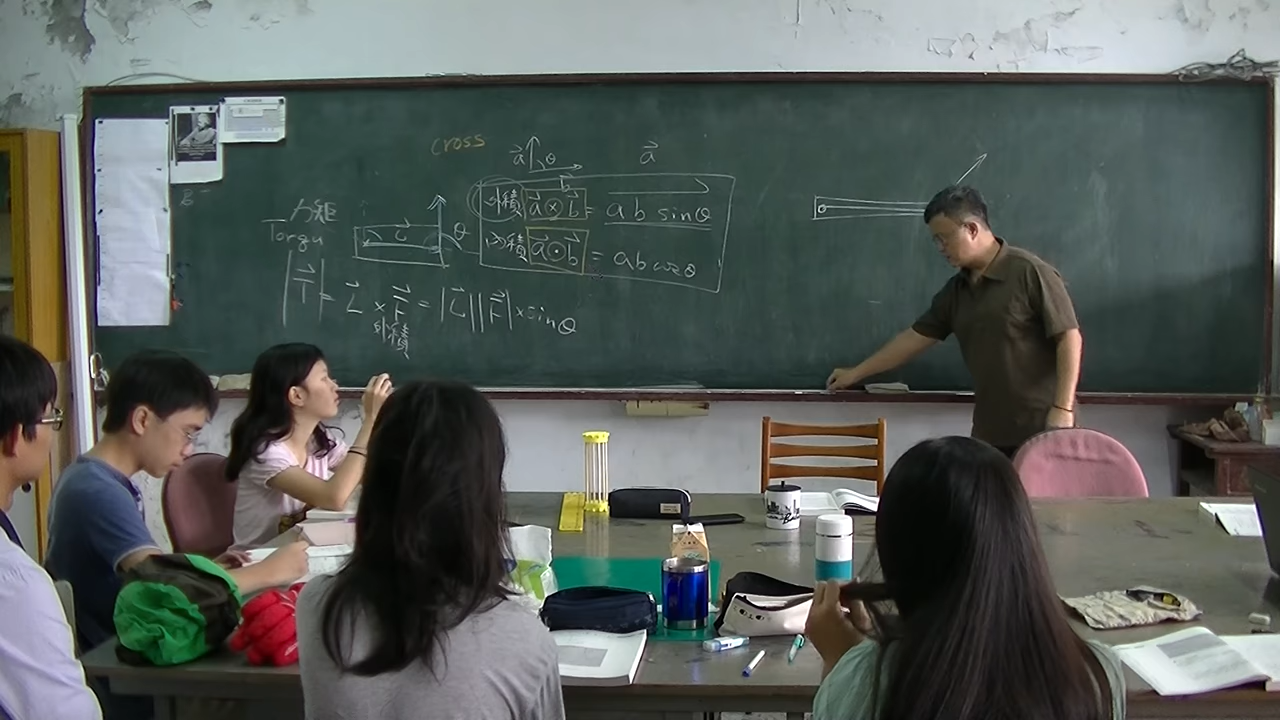 cross
a θ a
b
外積 a⊗b = ab sinθ
內積 a⊙b = ab cosθ
力矩
Torqu
L θ
|T| = L × F = |L||F| × sinθ
外積